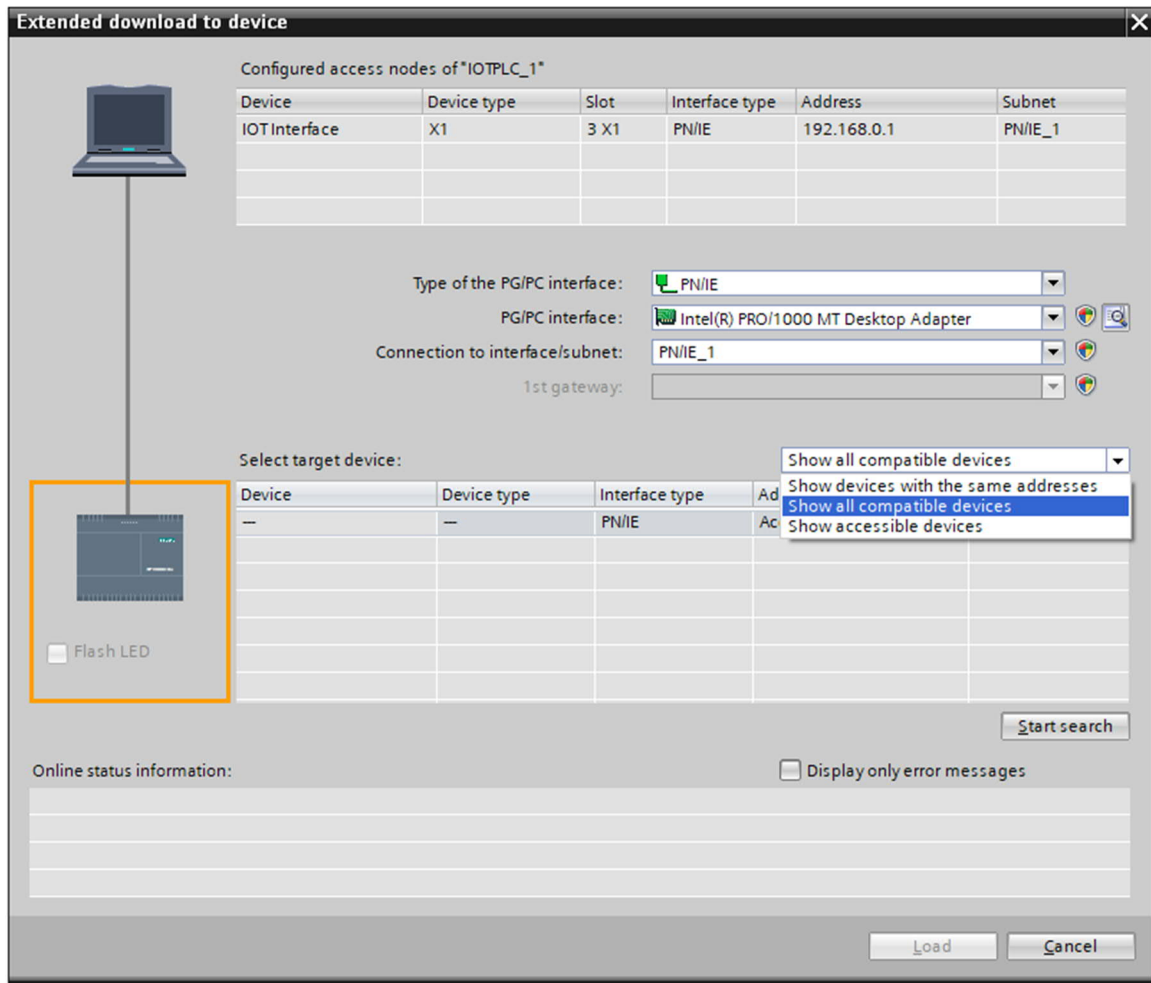 Extended download to device
Configured access nodes of "IOTPLC_1"
Device Device type Slot Interface type Address Subnet
IOT Interface X1 3 X1 PN/IE 192.168.0.1 PN/IE_1
Type of the PG/PC interface: PN/IE
PG/PC interface: Intel(R) PRO/1000 MT Desktop Adapter
Connection to interface/subnet: PN/IE_1
1st gateway:
Select target device: Show all compatible devices
Show devices with the same addresses
Device Device type Interface type Ad
Show all compatible devices
— — PN/IE Ac
Show accessible devices
Flash LED
Start search
Online status information: Display only error messages
Load Cancel